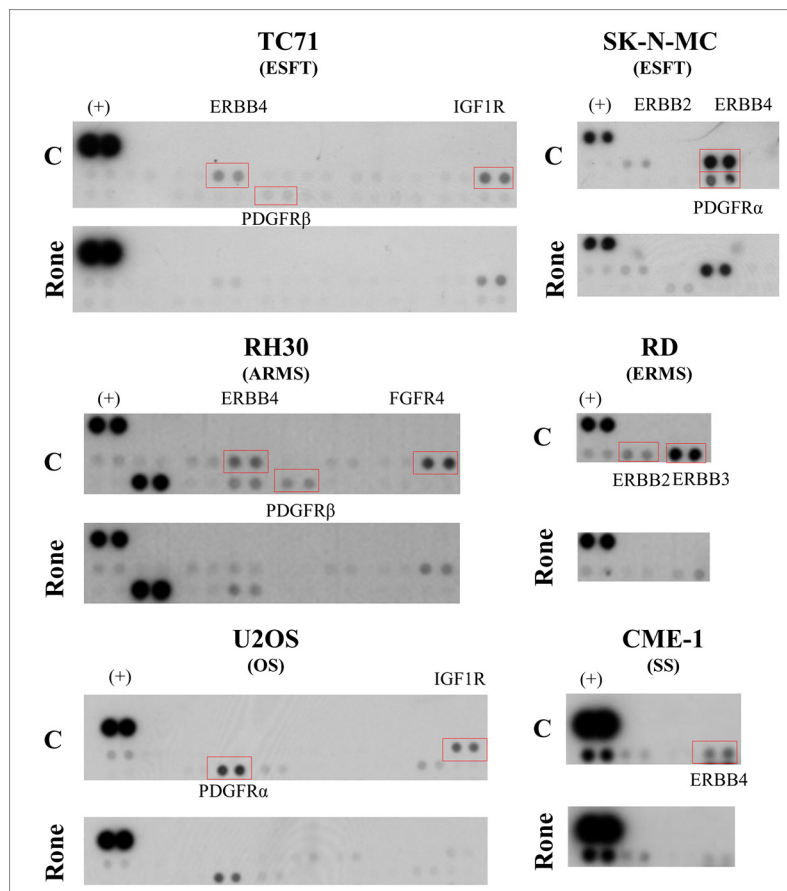 TC71
(ESFT)
(+) ERBB4 IGF1R
C
PDGFRβ
Rone
SK-N-MC
(ESFT)
(+) ERBB2 ERBB4
C
PDGFRα
Rone
RH30
(ARMS)
(+) ERBB4 FGFR4
C
PDGFRβ
Rone
RD
(ERMS)
(+)
C
ERBB2 ERBB3
Rone
U2OS
(OS)
(+) IGF1R
C
PDGFRα
Rone
CME-1
(SS)
(+)
C
ERBB4
Rone